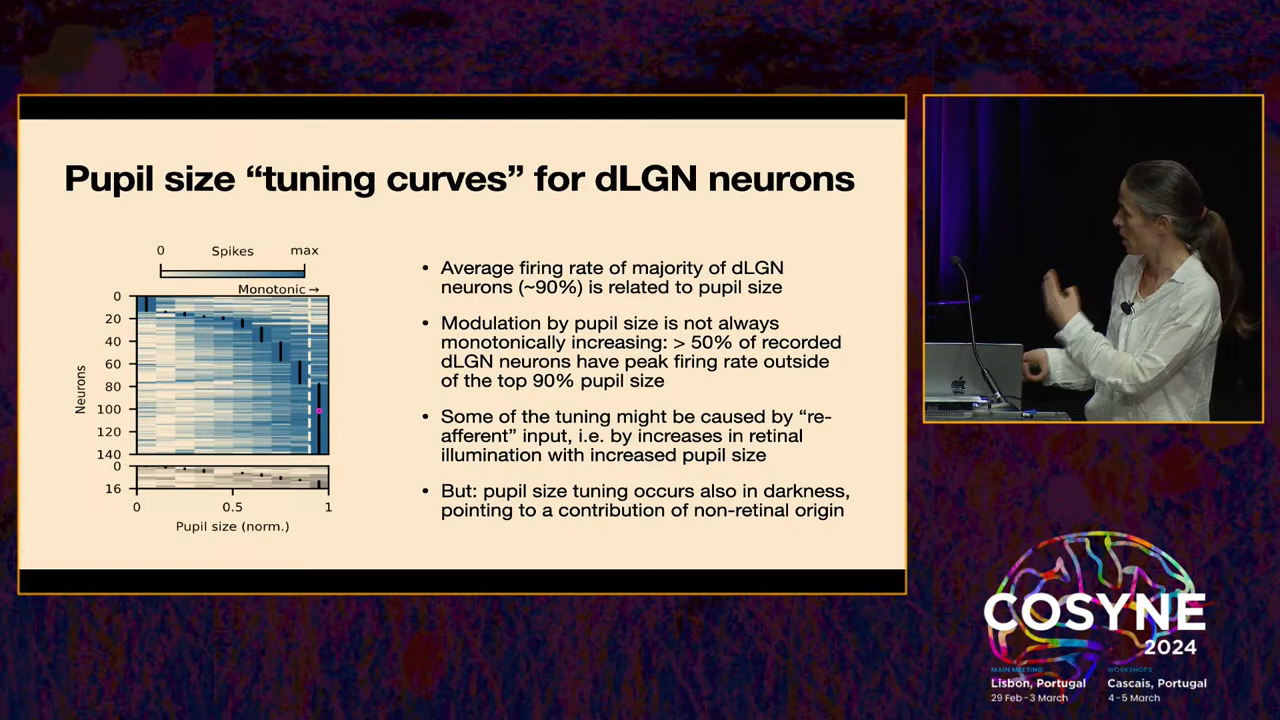 Pupil size “tuning curves” for dLGN neurons
0 Spikes max
Monotonic →
0
20
40
60
80
100
120
140
0
16
Neurons
0 0.5 1
Pupil size (norm.)
• Average firing rate of majority of dLGN
neurons (~90%) is related to pupil size
• Modulation by pupil size is not always
monotonically increasing: > 50% of recorded
dLGN neurons have peak firing rate outside
of the top 90% pupil size
• Some of the tuning might be caused by “re-
afferent” input, i.e. by increases in retinal
illumination with increased pupil size
• But: pupil size tuning occurs also in darkness,
pointing to a contribution of non-retinal origin
COSYNE
2024
MAIN MEETING
Lisbon, Portugal
29 Feb - 3 March
WORKSHOPS
Cascais, Portugal
4 - 5 March